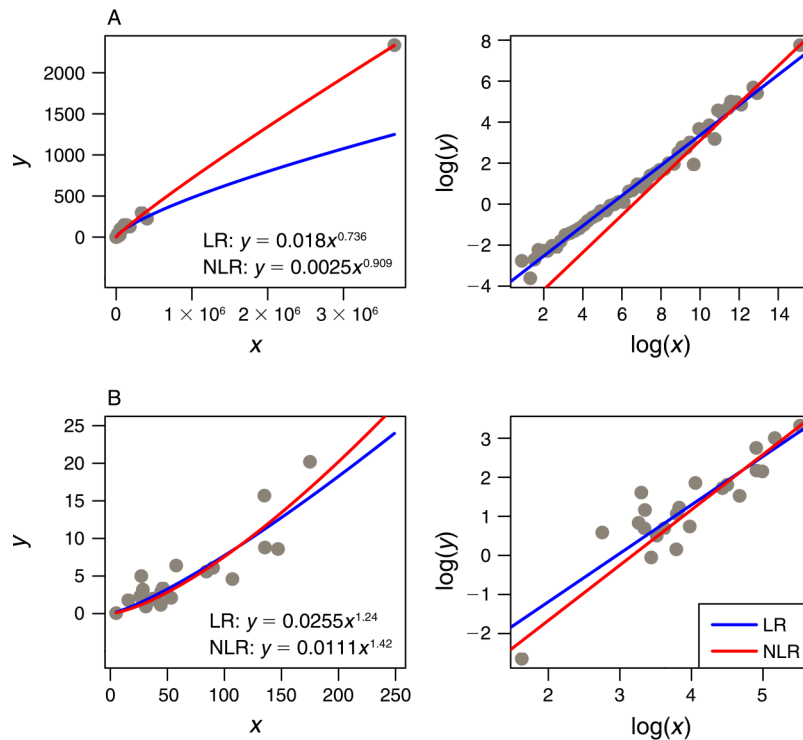 A
2000
1500
1000
500
0
y
LR: y = 0.018x^0.736
NLR: y = 0.0025x^0.909
0
1 × 10^6
2 × 10^6
3 × 10^6
x
8
6
4
2
0
−2
−4
log(y)
2 4 6 8 10 12 14
log(x)
B
25
20
15
10
5
0
y
LR: y = 0.0255x^1.24
NLR: y = 0.0111x^1.42
0 50 100 150 200 250
x
3
2
1
0
−1
−2
log(y)
LR
NLR
2 3 4 5
log(x)